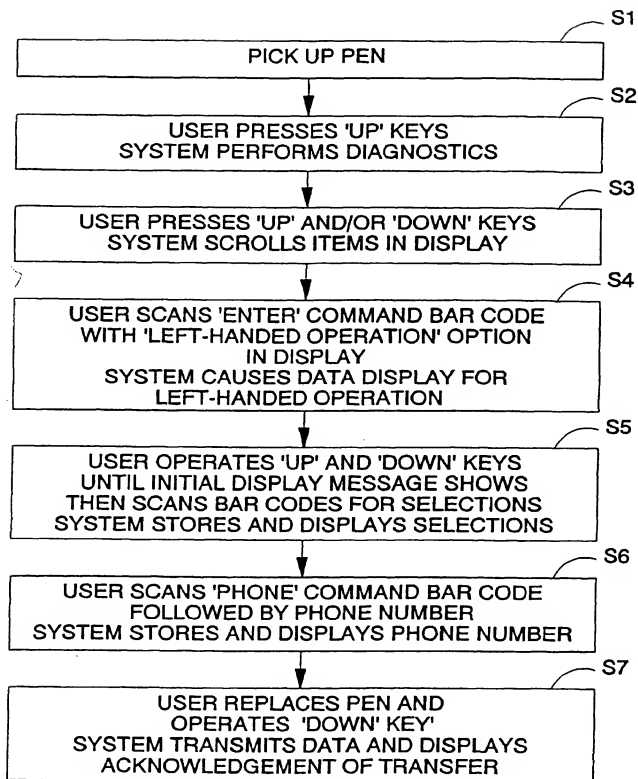 S1
PICK UP PEN
S2
USER PRESSES 'UP' KEYS
SYSTEM PERFORMS DIAGNOSTICS
S3
USER PRESSES 'UP' AND/OR 'DOWN' KEYS
SYSTEM SCROLLS ITEMS IN DISPLAY
S4
USER SCANS 'ENTER' COMMAND BAR CODE
WITH 'LEFT-HANDED OPERATION' OPTION
IN DISPLAY
SYSTEM CAUSES DATA DISPLAY FOR
LEFT-HANDED OPERATION
S5
USER OPERATES 'UP' AND 'DOWN' KEYS
UNTIL INITIAL DISPLAY MESSAGE SHOWS
THEN SCANS BAR CODES FOR SELECTIONS
SYSTEM STORES AND DISPLAYS SELECTIONS
S6
USER SCANS 'PHONE' COMMAND BAR CODE
FOLLOWED BY PHONE NUMBER
SYSTEM STORES AND DISPLAYS PHONE NUMBER
S7
USER REPLACES PEN AND
OPERATES 'DOWN' KEY'
SYSTEM TRANSMITS DATA AND DISPLAYS
ACKNOWLEDGEMENT OF TRANSFER